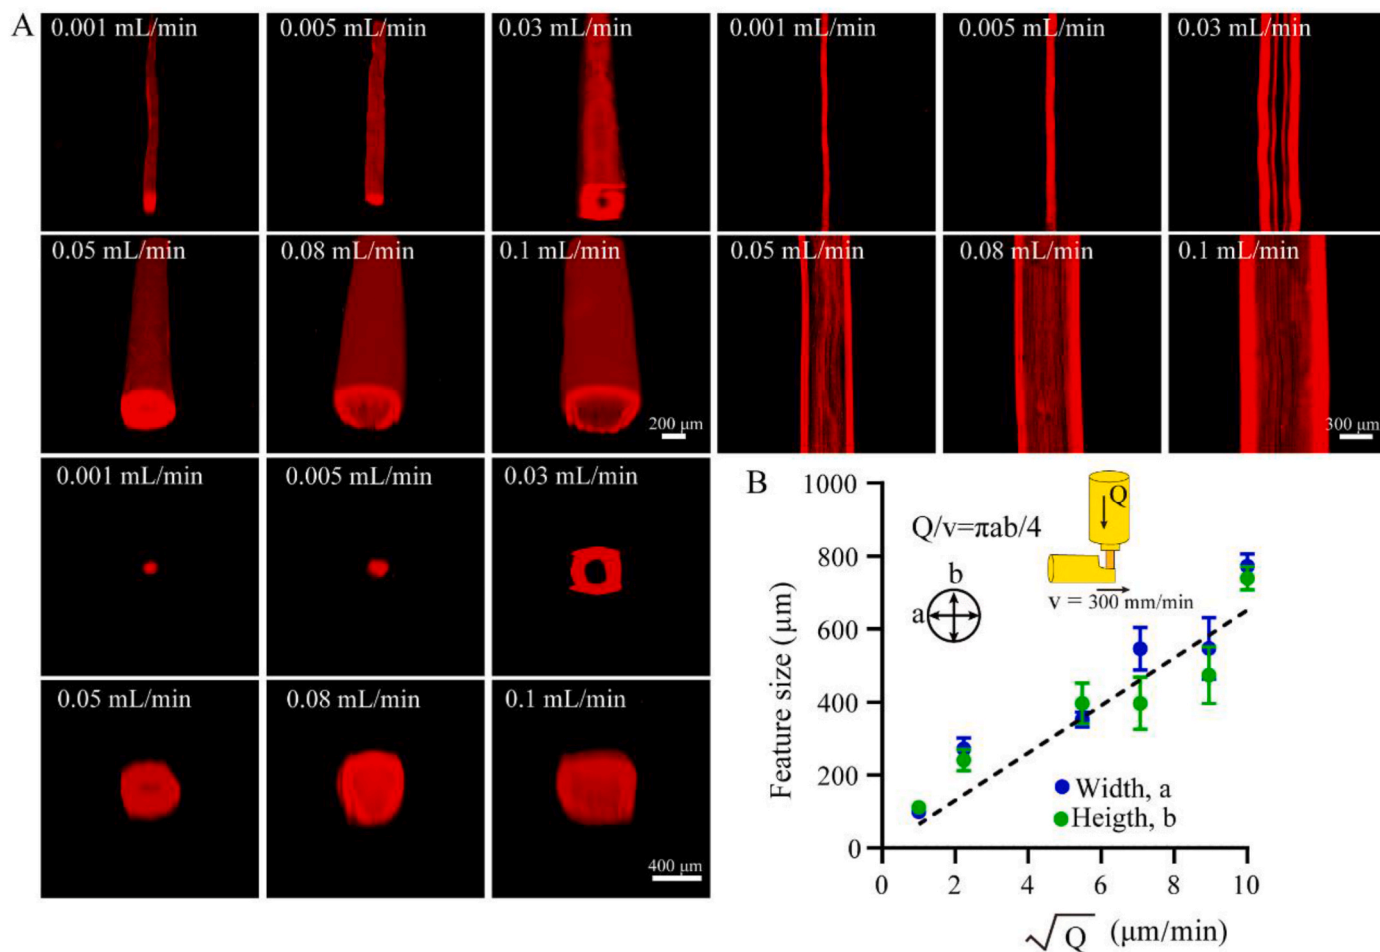 A
0.001 mL/min
0.005 mL/min
0.03 mL/min
0.001 mL/min
0.005 mL/min
0.03 mL/min
0.05 mL/min
0.08 mL/min
0.1 mL/min
200 μm
0.05 mL/min
0.08 mL/min
0.1 mL/min
300 μm
0.001 mL/min
0.005 mL/min
0.03 mL/min
0.05 mL/min
0.08 mL/min
0.1 mL/min
400 μm
B
Feature size (μm)
1000
800
600
400
200
0
Q/v=πab/4
b
a
Q
v = 300 mm/min
Width, a
Heigth, b
0 2 4 6 8 10
√Q (μm/min)